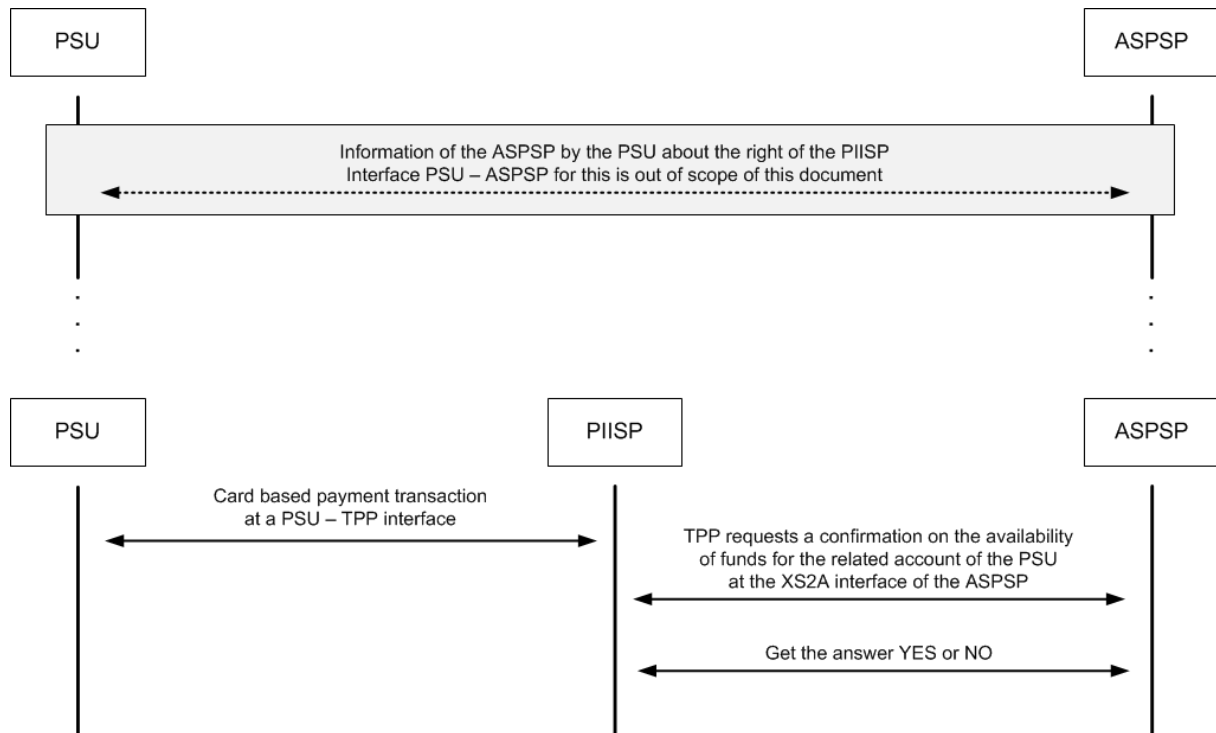 PSU
ASPSP
Information of the ASPSP by the PSU about the right of the PIISP
Interface PSU – ASPSP for this is out of scope of this document
PSU
PIISP
ASPSP
Card based payment transaction
at a PSU – TPP interface
TPP requests a confirmation on the availability
of funds for the related account of the PSU
at the XS2A interface of the ASPSP
Get the answer YES or NO